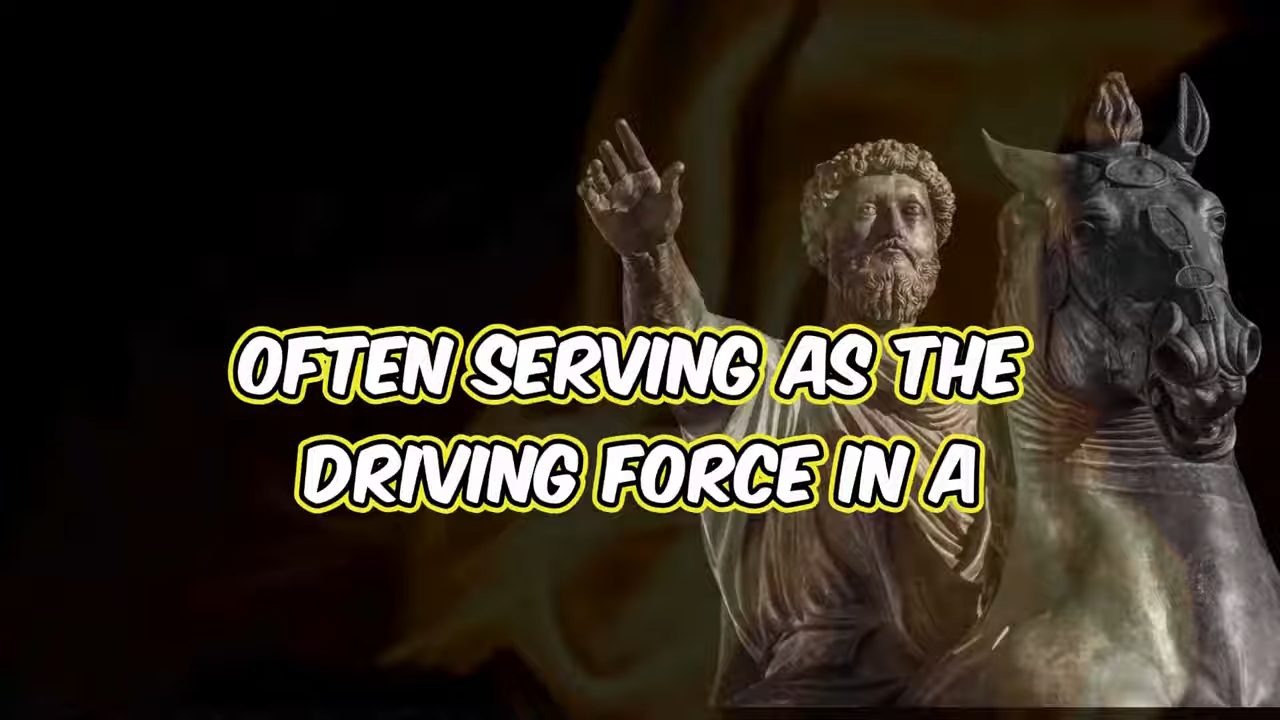 OFTEN SERVING AS THE
DRIVING FORCE IN A